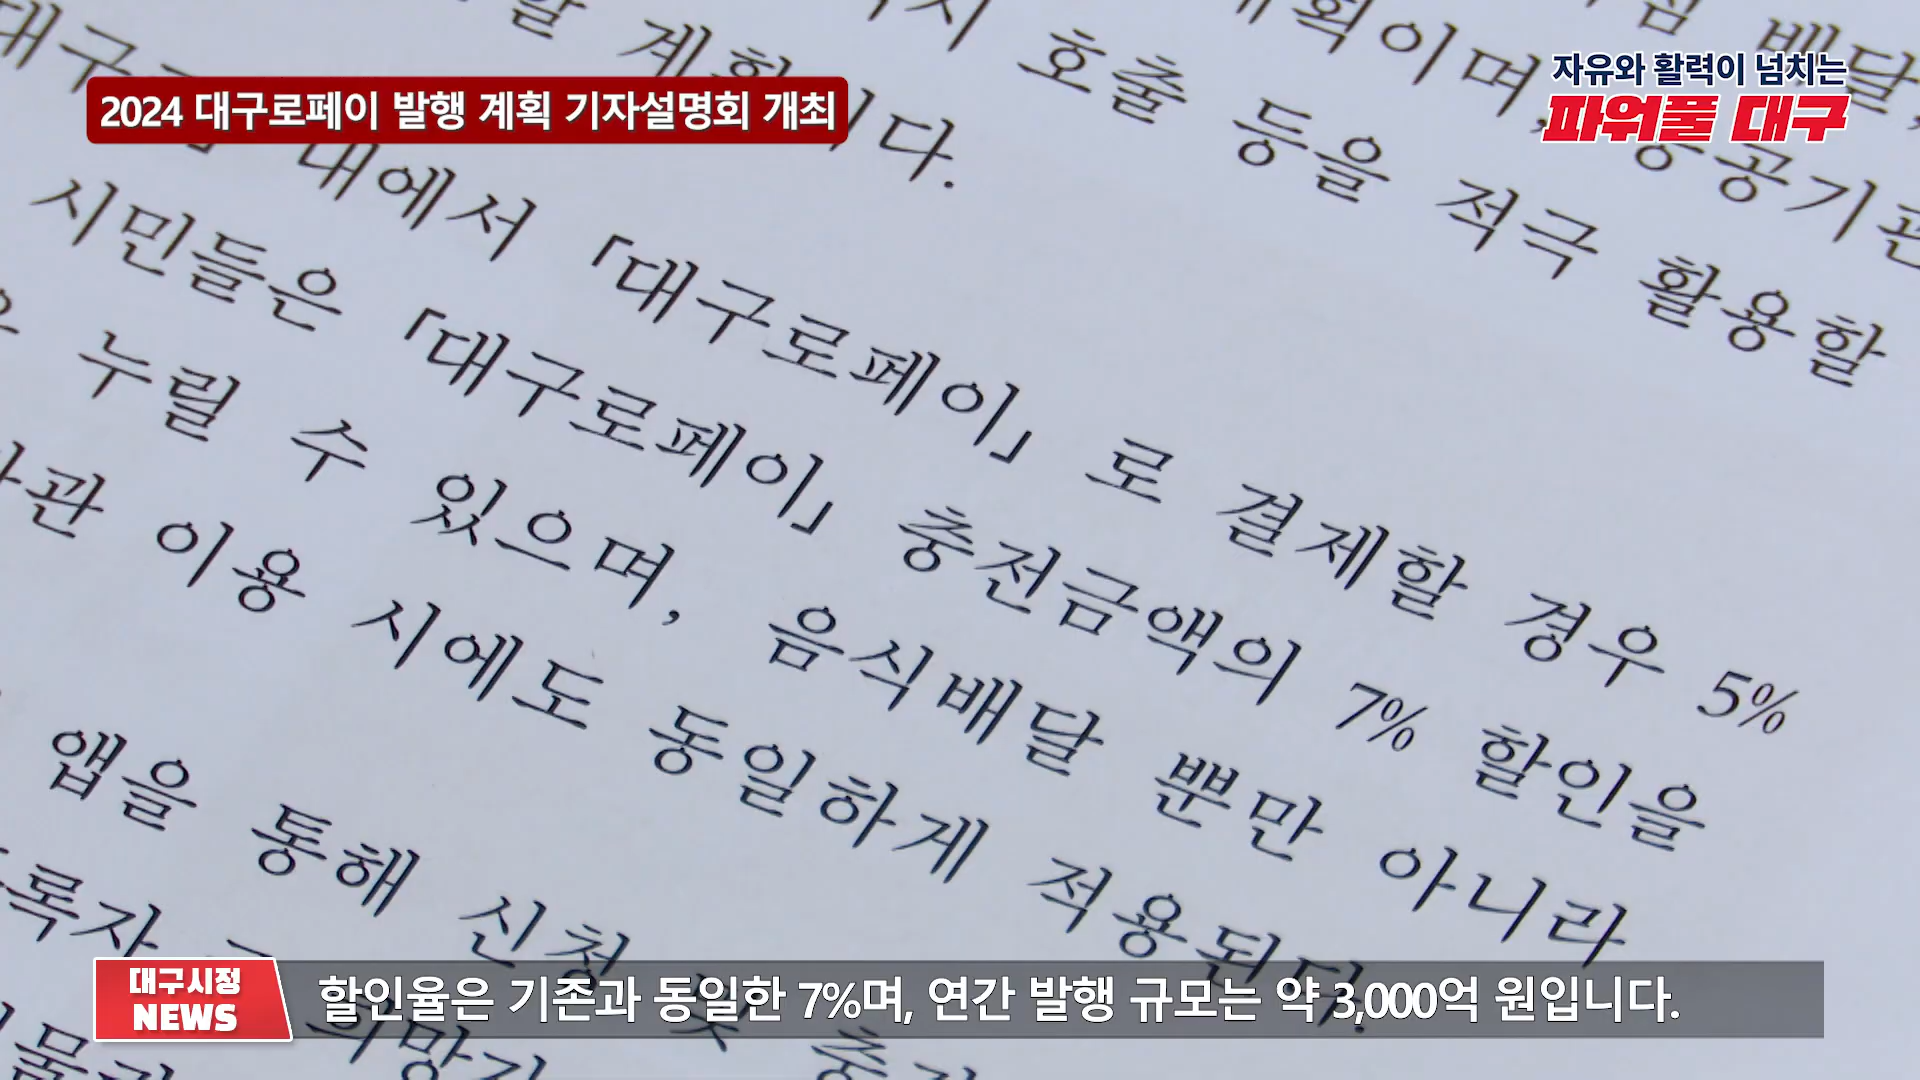 2024 대구로페이 발행 계획 기자설명회 개최
자유와 활력이 넘치는
파워풀 대구
배달,
호출 등을 적극 활용할
내에서 「대구로페이」로 결제할 경우 5%
시민들은 「대구로페이」 충전금액의 7% 할인을
누릴 수 있으며, 음식배달 뿐만 아니라
이용 시에도 동일하게 적용된다.
앱을 통해 신청 및 충전
대구시정
NEWS
할인율은 기존과 동일한 7%며, 연간 발행 규모는 약 3,000억 원입니다.